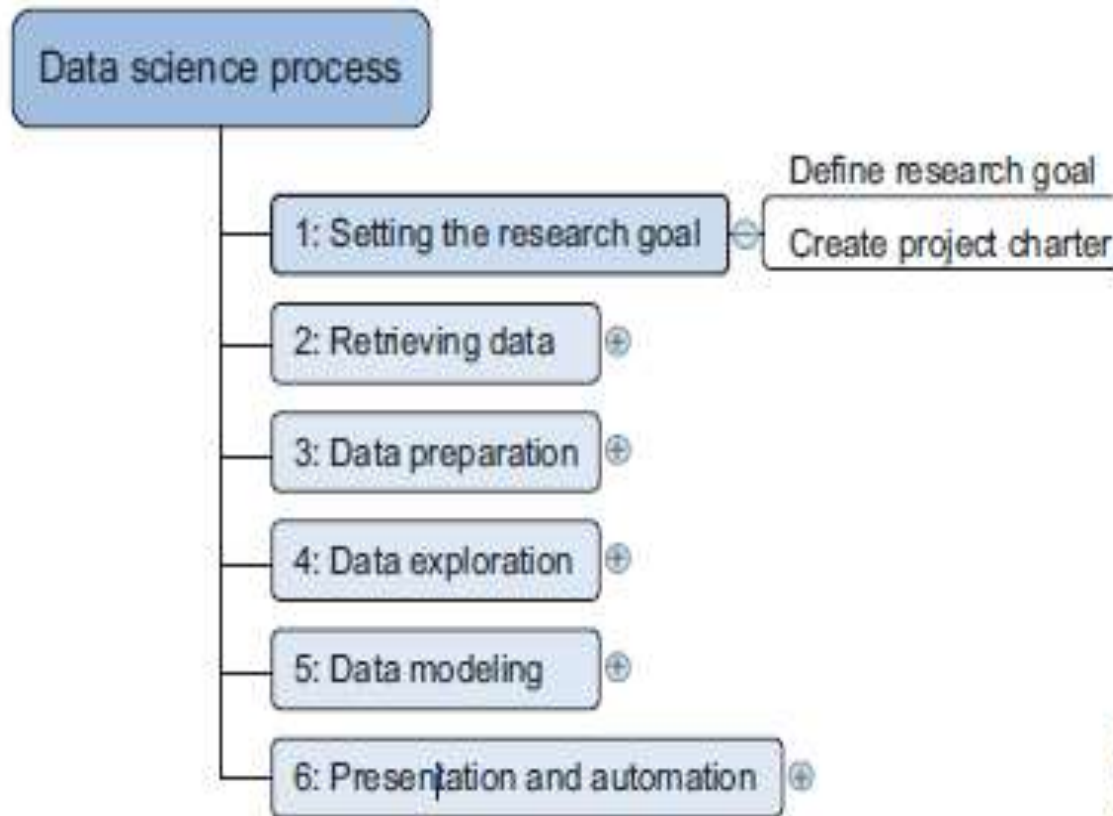 Data science process
Define research goal
1: Setting the research goal
Create project charter
2: Retrieving data
3: Data preparation
4: Data exploration
5: Data modeling
6: Presentation and automation